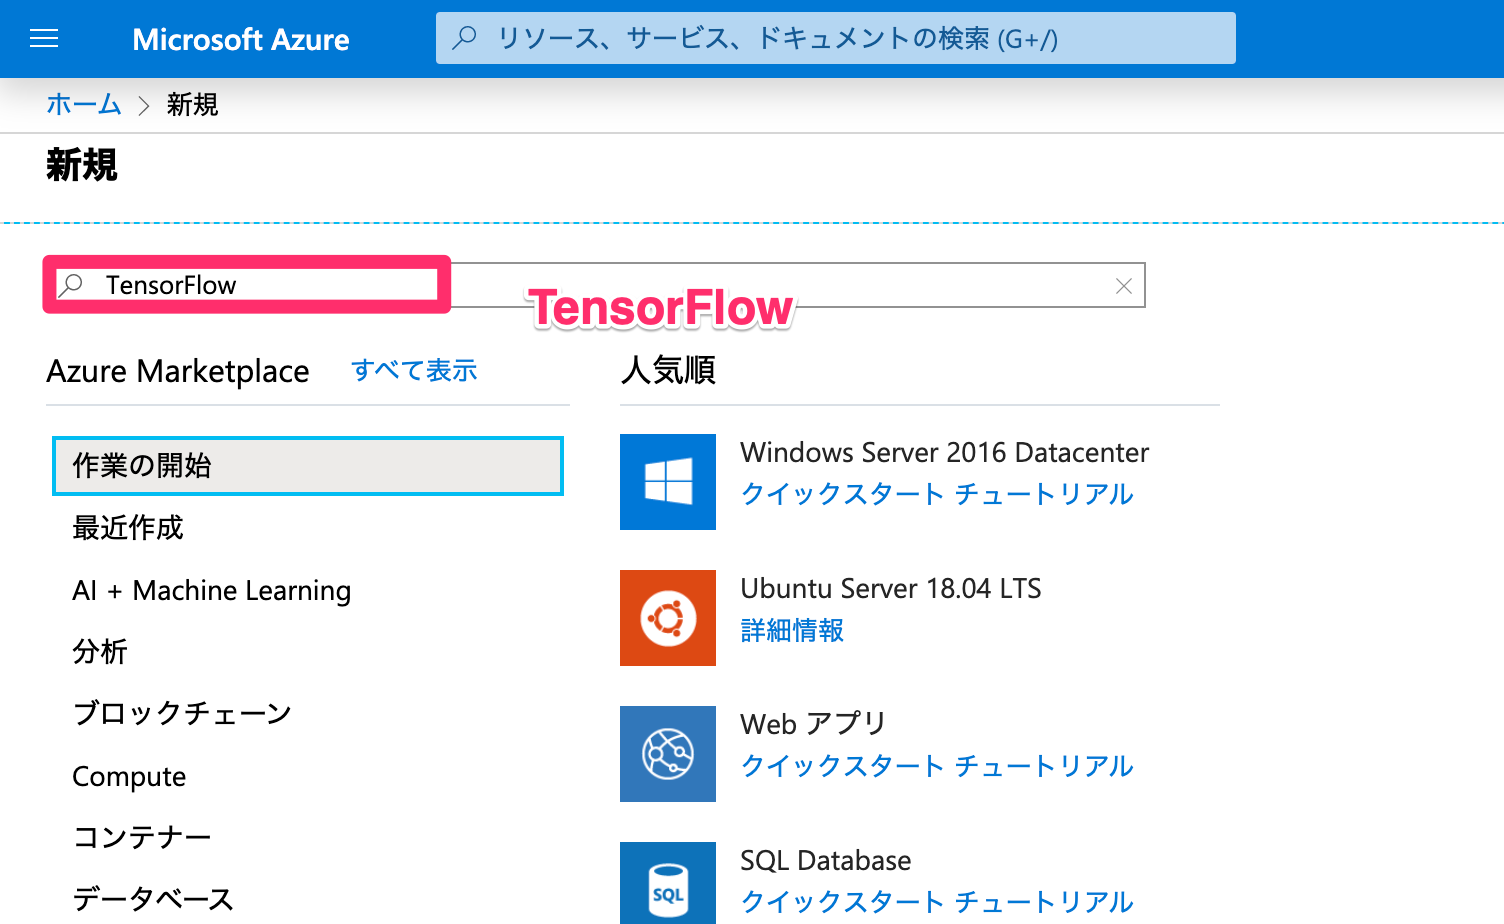 Microsoft Azure
リソース、サービス、ドキュメントの検索 (G+/)
ホーム > 新規
新規
TensorFlow
TensorFlow
Azure Marketplace
すべて表示
人気順
作業の開始
最近作成
AI + Machine Learning
分析
ブロックチェーン
Compute
コンテナー
データベース
Windows Server 2016 Datacenter
クイックスタート チュートリアル
Ubuntu Server 18.04 LTS
詳細情報
Web アプリ
クイックスタート チュートリアル
SQL
SQL Database
クイックスタート チュートリアル